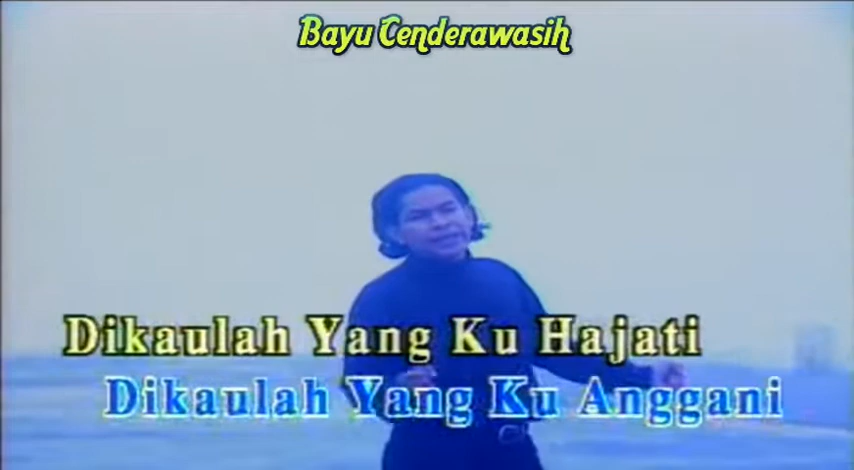 Bayu Cenderawasih
Dikaulah Yang Ku Hajati
Dikaulah Yang Ku Anggani